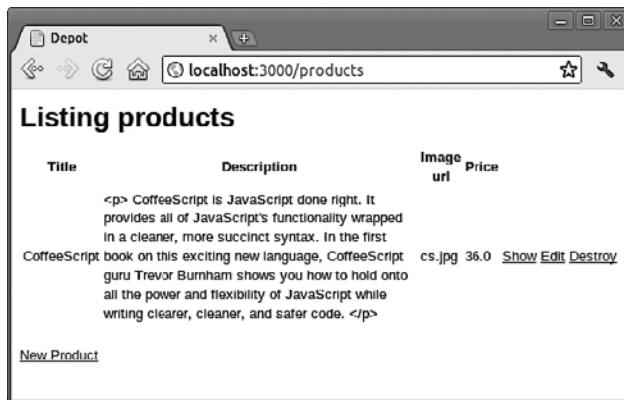 Depot
localhost:3000/products
Listing products
Title Description Image url Price
<p> CoffeeScript is JavaScript done right. It
provides all of JavaScript's functionality wrapped
in a cleaner, more succinct syntax. In the first
CoffeeScript book on this exciting new language, CoffeeScript cs.jpg 36.0 Show Edit Destroy
guru Trevor Burnham shows you how to hold onto
all the power and flexibility of JavaScript while
writing clearer, cleaner, and safer code. </p>
New Product